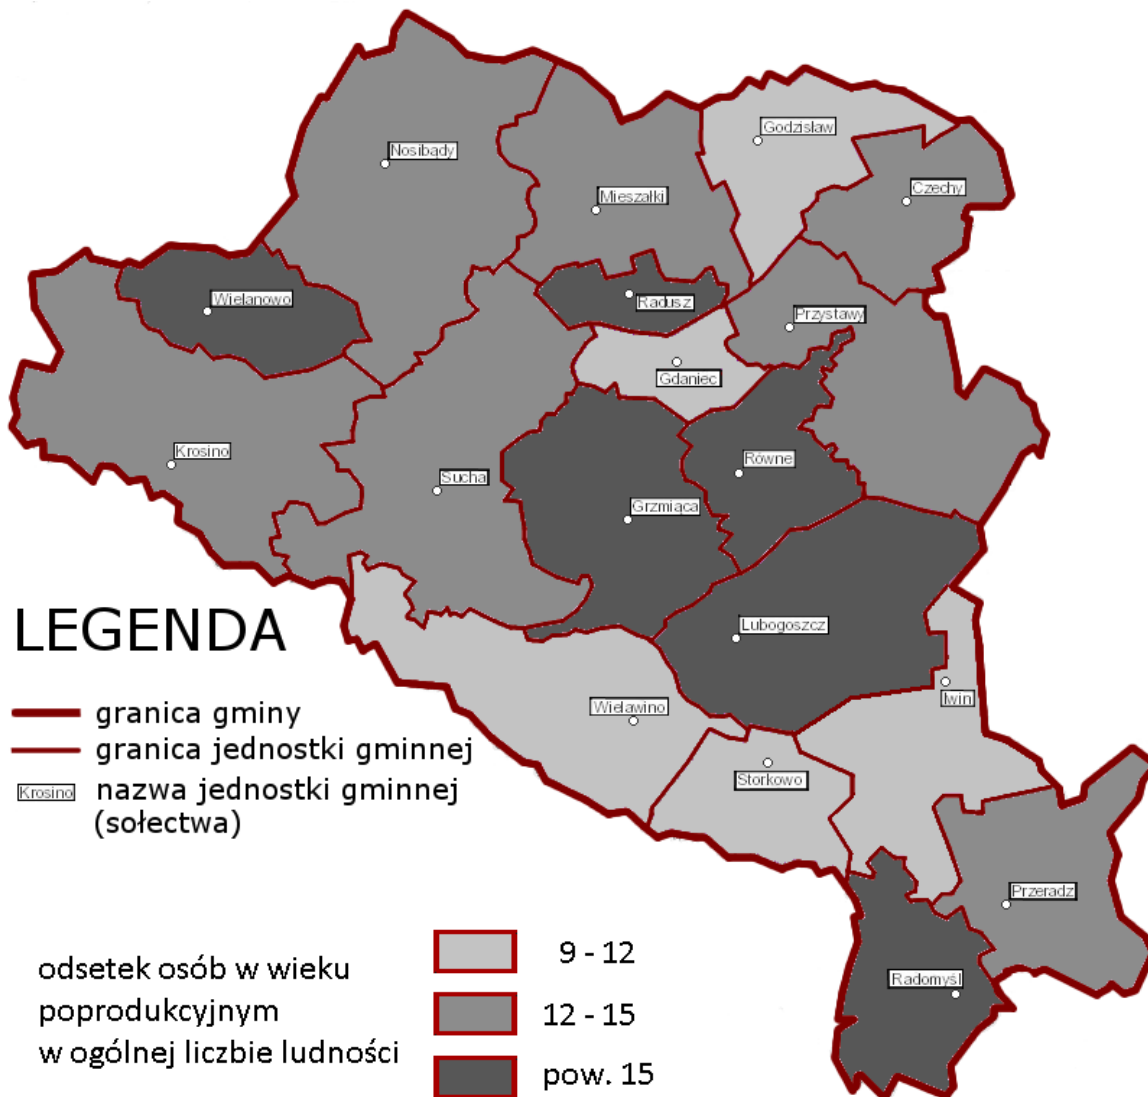 Godzisław
Nosibądy
Mieszałki
Czechy
Wielanowo
Radusz
Przystawy
Gdaniec
Krosino
Sucha
Równe
Grzmiąca
Lubogoszcz
Iwin
Wielawino
Storkowo
Przeradz
Radomyśl
LEGENDA
granica gminy
granica jednostki gminnej
Krosino
nazwa jednostki gminnej
(sołectwa)
odsetek osób w wieku
poprodukcyjnym
w ogólnej liczbie ludności
9 - 12
12 - 15
pow. 15